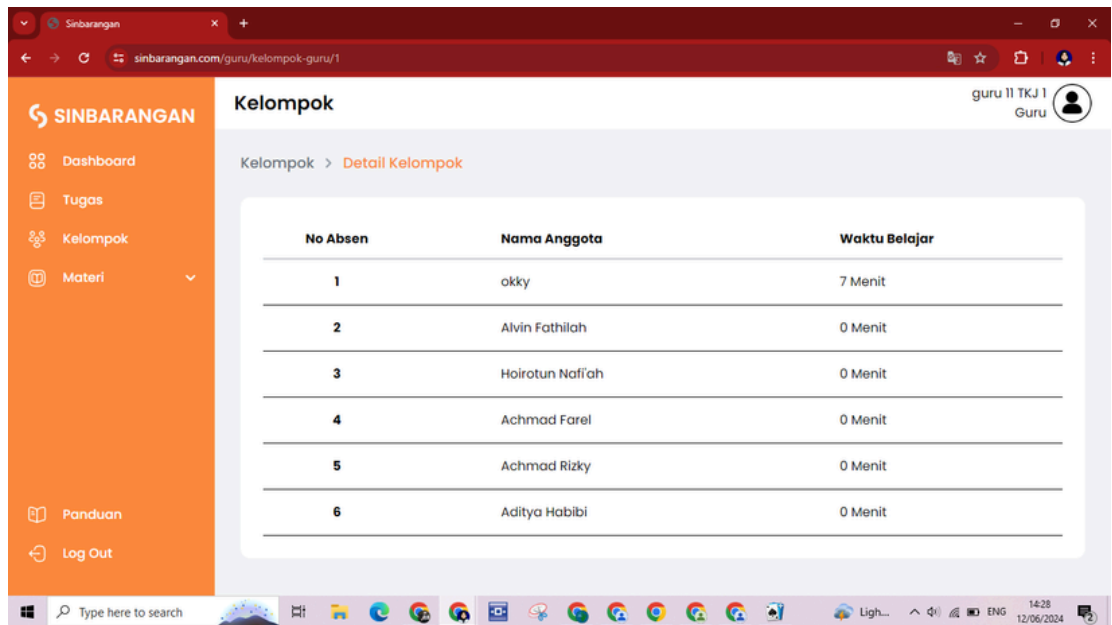 Sinbarangan
sinbarangan.com/guru/kelompok-guru/1
SINBARANGAN
Kelompok
guru 11 TKJ 1
Guru
Dashboard
Tugas
Kelompok
Materi
Panduan
Log Out
Kelompok > Detail Kelompok
No Absen Nama Anggota Waktu Belajar
1 okky 7 Menit
2 Alvin Fathilah 0 Menit
3 Hoirotun Nafi'ah 0 Menit
4 Achmad Farel 0 Menit
5 Achmad Rizky 0 Menit
6 Aditya Habibi 0 Menit
Type here to search
Ligh... ENG 14:28
12/06/2024
2